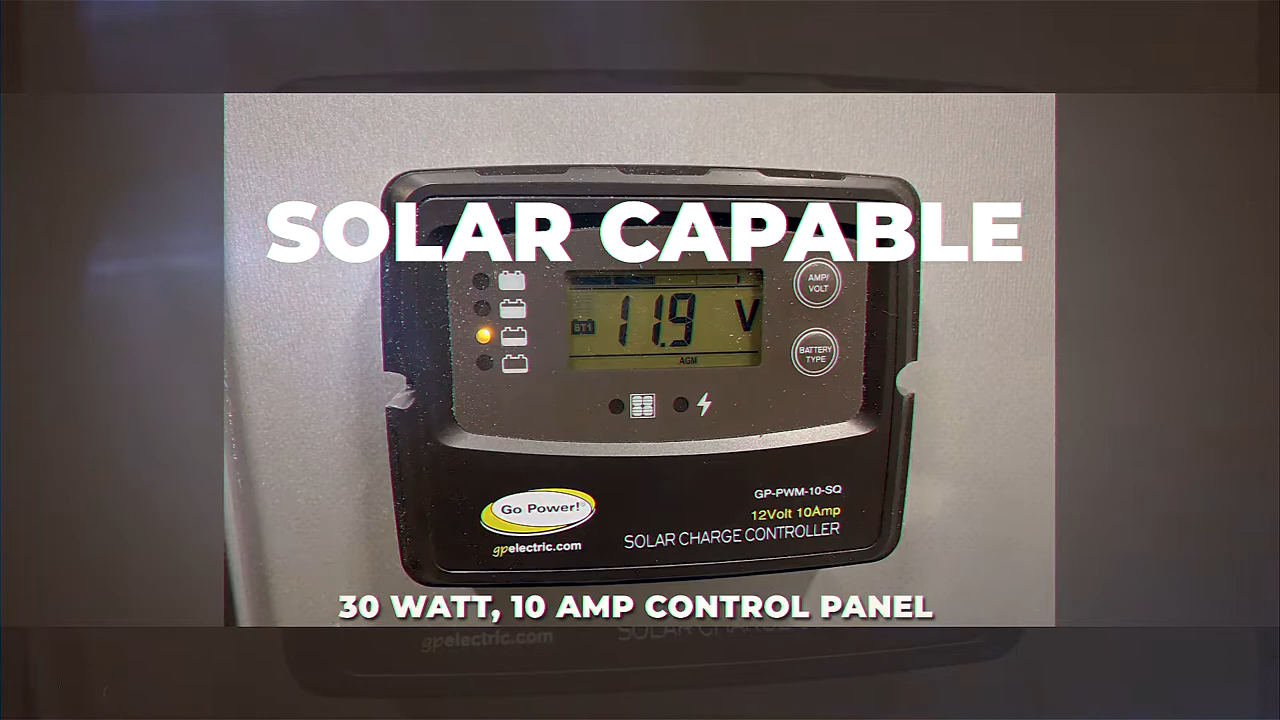 SOLAR CAPABLE
AMP/
VOLT
11.9 V
BT1
AGM
BATTERY
TYPE
Go Power!®
gpelectric.com
GP-PWM-10-SQ
12Volt 10Amp
SOLAR CHARGE CONTROLLER
30 WATT, 10 AMP CONTROL PANEL
gpelectric.com